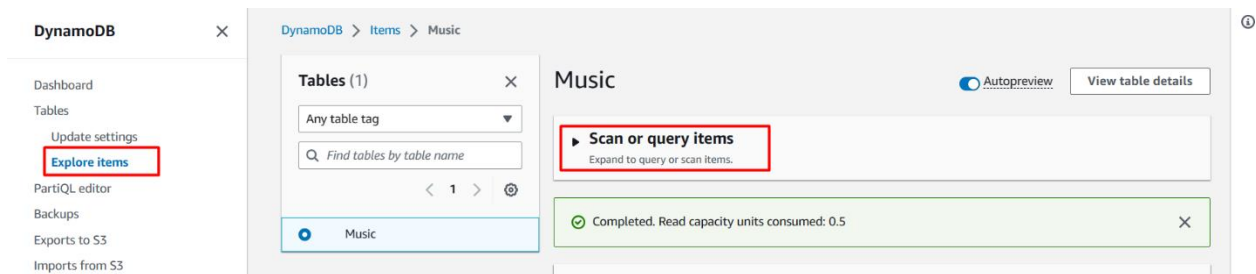 DynamoDB
Dashboard
Tables
Update settings
Explore items
PartiQL editor
Backups
Exports to S3
Imports from S3
DynamoDB > Items > Music
Tables (1)
Any table tag
Find tables by table name
< 1 >
Music
Music
Autopreview
View table details
Scan or query items
Expand to query or scan items.
Completed. Read capacity units consumed: 0.5